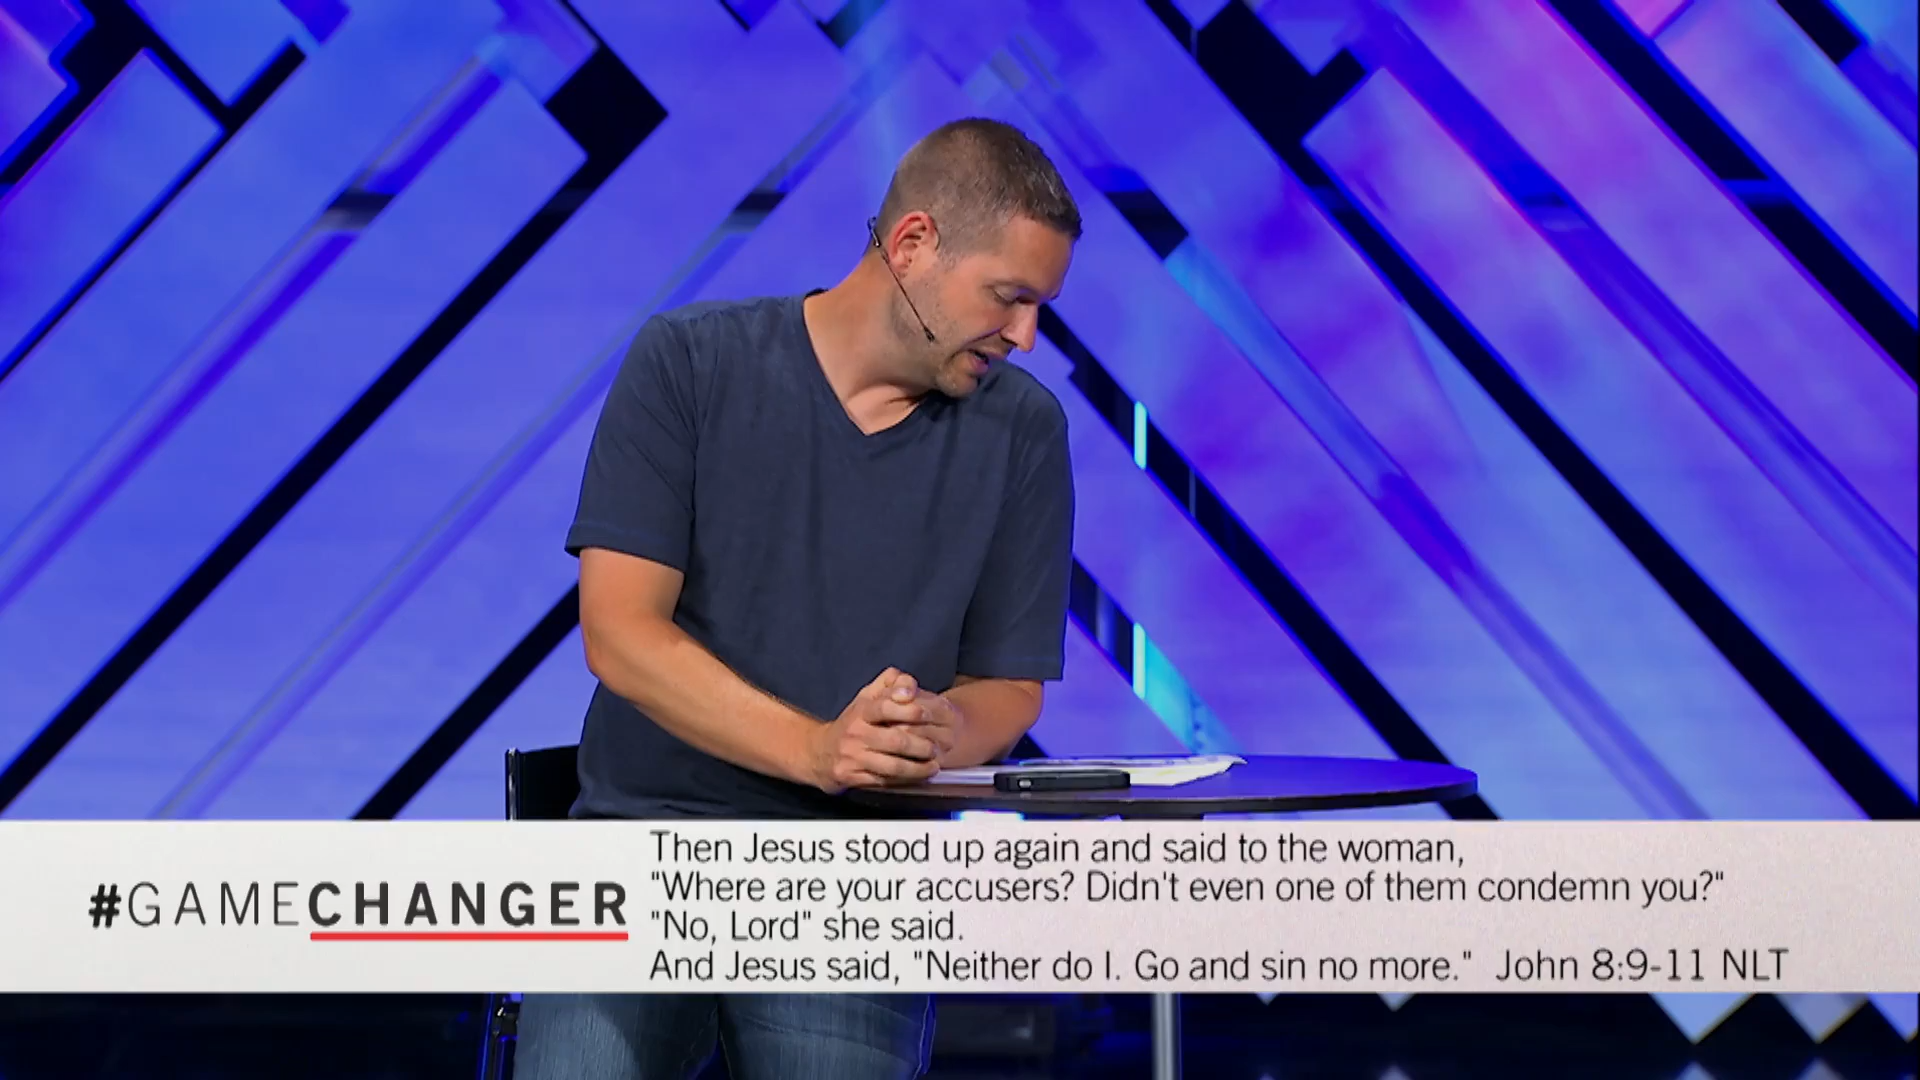 #GAMECHANGER
Then Jesus stood up again and said to the woman,
"Where are your accusers? Didn't even one of them condemn you?"
"No, Lord" she said.
And Jesus said, "Neither do I. Go and sin no more." John 8:9-11 NLT